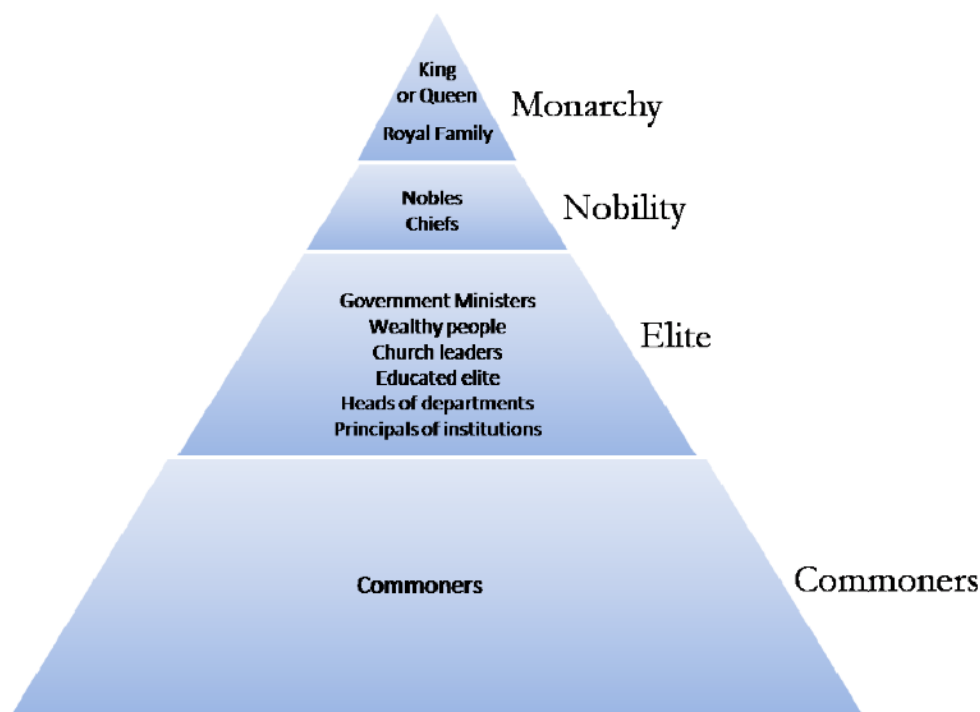 King
or Queen
Royal Family
Monarchy
Nobles
Chiefs
Nobility
Government Ministers
Wealthy people
Church leaders
Educated elite
Heads of departments
Principals of institutions
Elite
Commoners
Commoners